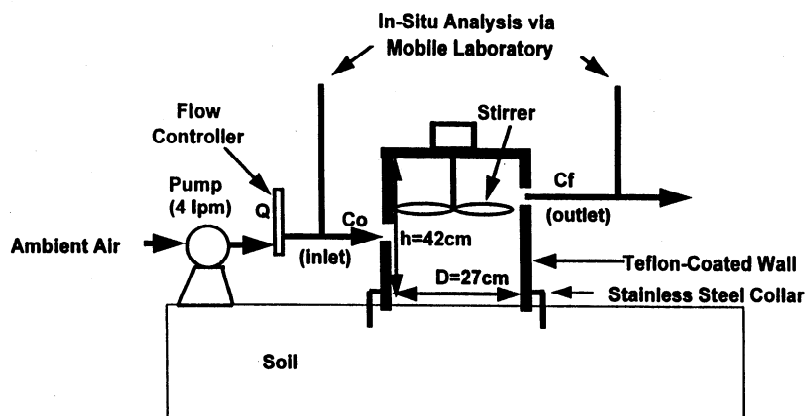 In-Situ Analysis via
Mobile Laboratory
Flow
Controller
Stirrer
Pump
(4 lpm)
Q
Co
Cf
(outlet)
Ambient Air
(inlet)
h=42cm
Teflon-Coated Wall
D=27cm
Stainless Steel Collar
Soil